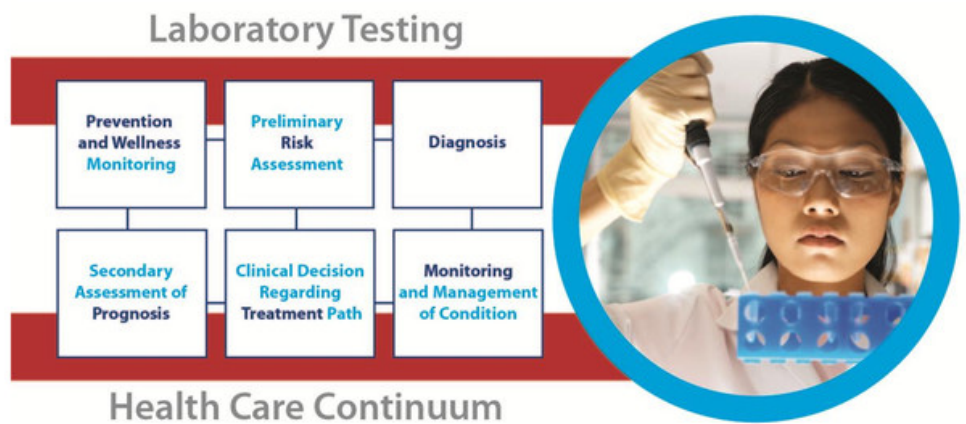 Laboratory Testing
Prevention
and Wellness
Monitoring
Preliminary
Risk
Assessment
Diagnosis
Secondary
Assessment of
Prognosis
Clinical Decision
Regarding
Treatment Path
Monitoring
and Management
of Condition
Health Care Continuum